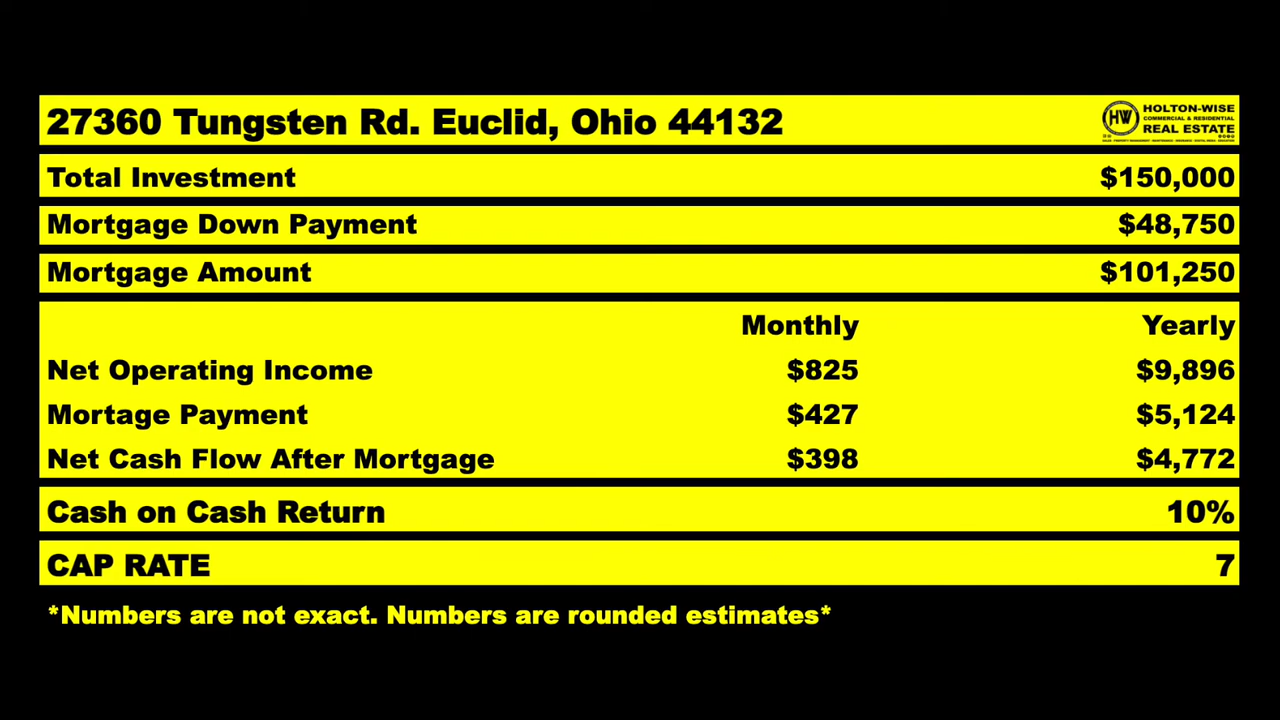 27360 Tungsten Rd. Euclid, Ohio 44132
HW
HOLTON-WISE
COMMERCIAL & RESIDENTIAL
REAL ESTATE
Total Investment $150,000
Mortgage Down Payment $48,750
Mortgage Amount $101,250
Monthly Yearly
Net Operating Income $825 $9,896
Mortage Payment $427 $5,124
Net Cash Flow After Mortgage $398 $4,772
Cash on Cash Return 10%
CAP RATE 7
*Numbers are not exact. Numbers are rounded estimates*